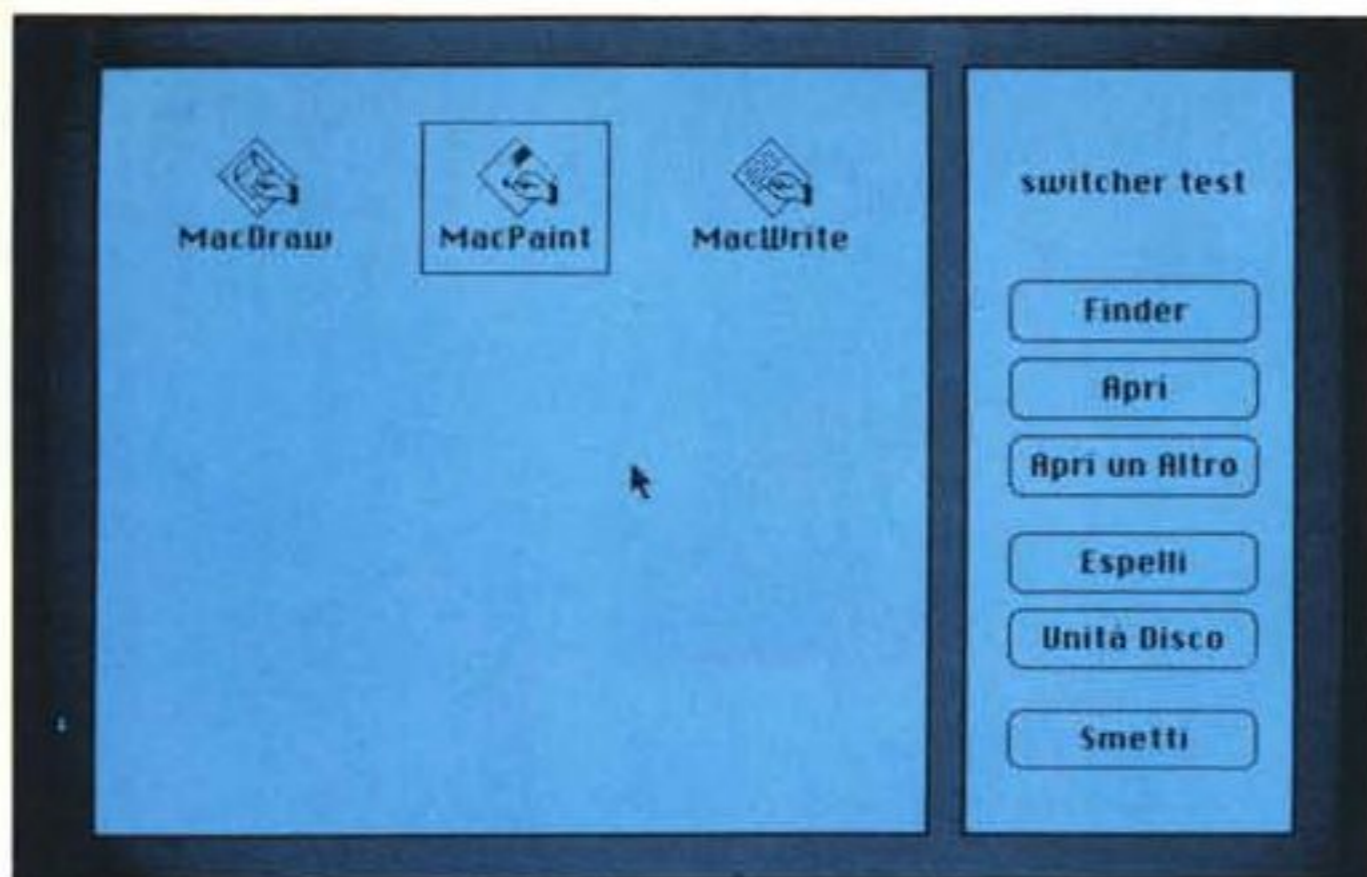 MacDraw MacPaint MacWrite
switcher test
Finder
Apri
Apri un Altro
Espelli
Unità Disco
Smetti